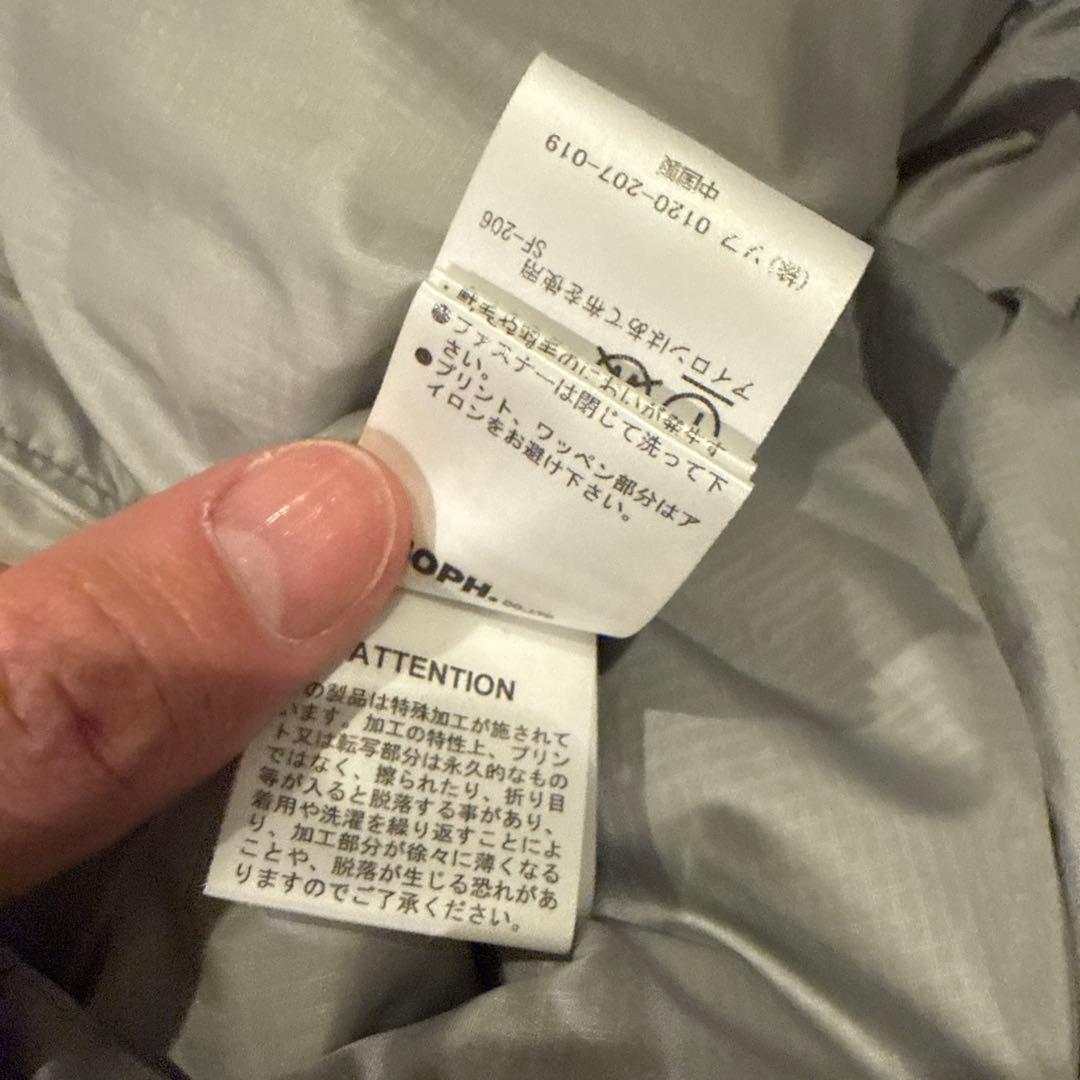 中国製
(株)ソフ 0120-207-019
SF-206
アイロンはあて布を使用
ファスナーは閉じて洗って下
さい。
● プリント、ワッペン部分はア
イロンをお避け下さい。
OPH.
CO.,LTD.
ATTENTION
の製品は特殊加工が施されて
います。加工の特性上、プリン
ト又は転写部分は永久的なもの
ではなく、擦られたり、折り目
等が入ると脱落する事があり、
着用や洗濯を繰り返すことによ
り、加工部分が徐々に薄くなる
ことや、脱落が生じる恐れがあ
りますのでご了承ください。